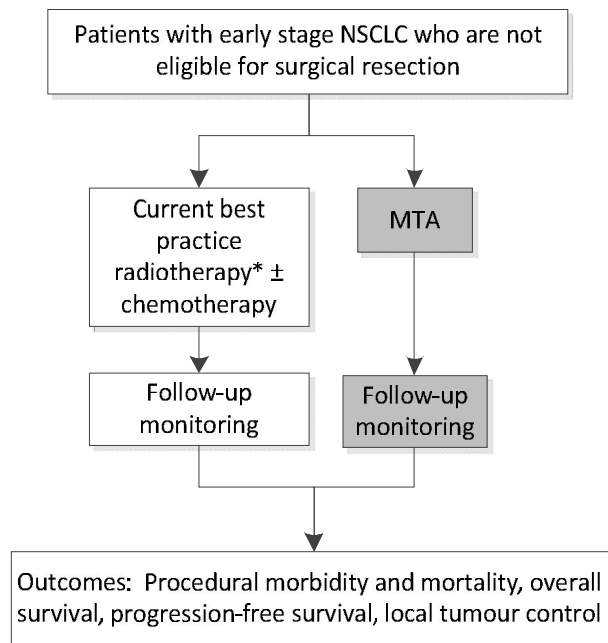 Patients with early stage NSCLC who are not
eligible for surgical resection
Current best
practice
radiotherapy* ±
chemotherapy
MTA
Follow-up
monitoring
Follow-up
monitoring
Outcomes: Procedural morbidity and mortality, overall
survival, progression-free survival, local tumour control